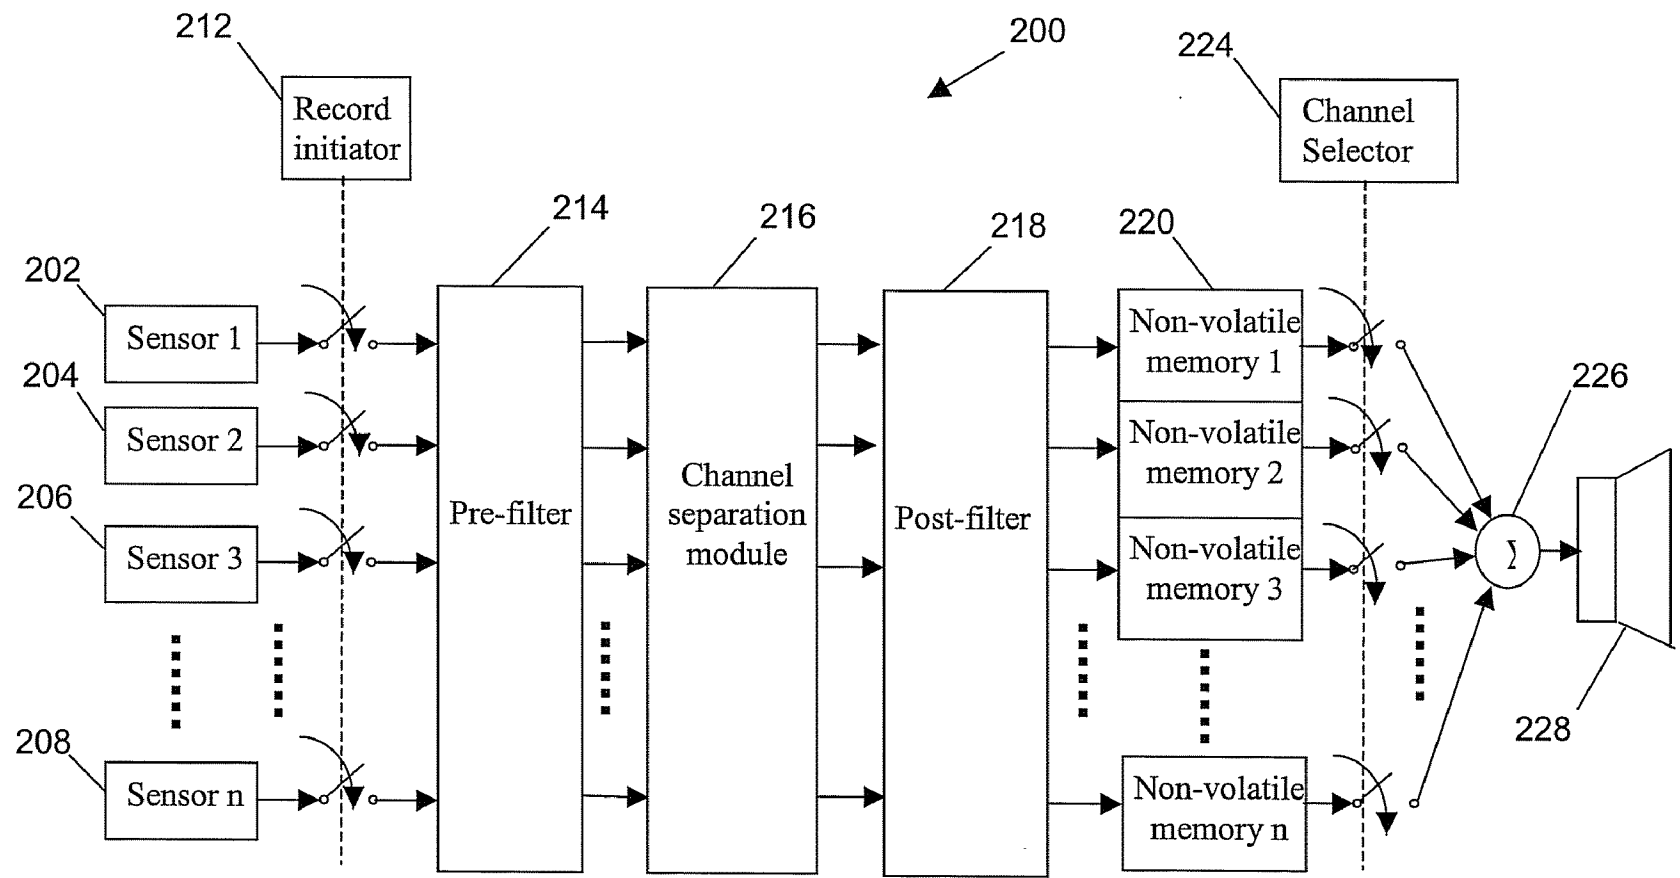 212
200
224
Record
initiator
Channel
Selector
214
216
218
220
202
Sensor 1
Non-volatile
memory 1
204
226
Sensor 2
Non-volatile
memory 2
Channel
separation
module
Pre-filter
Post-filter
206
Sensor 3
Non-volatile
memory 3
Σ
228
208
Sensor n
Non-volatile
memory n